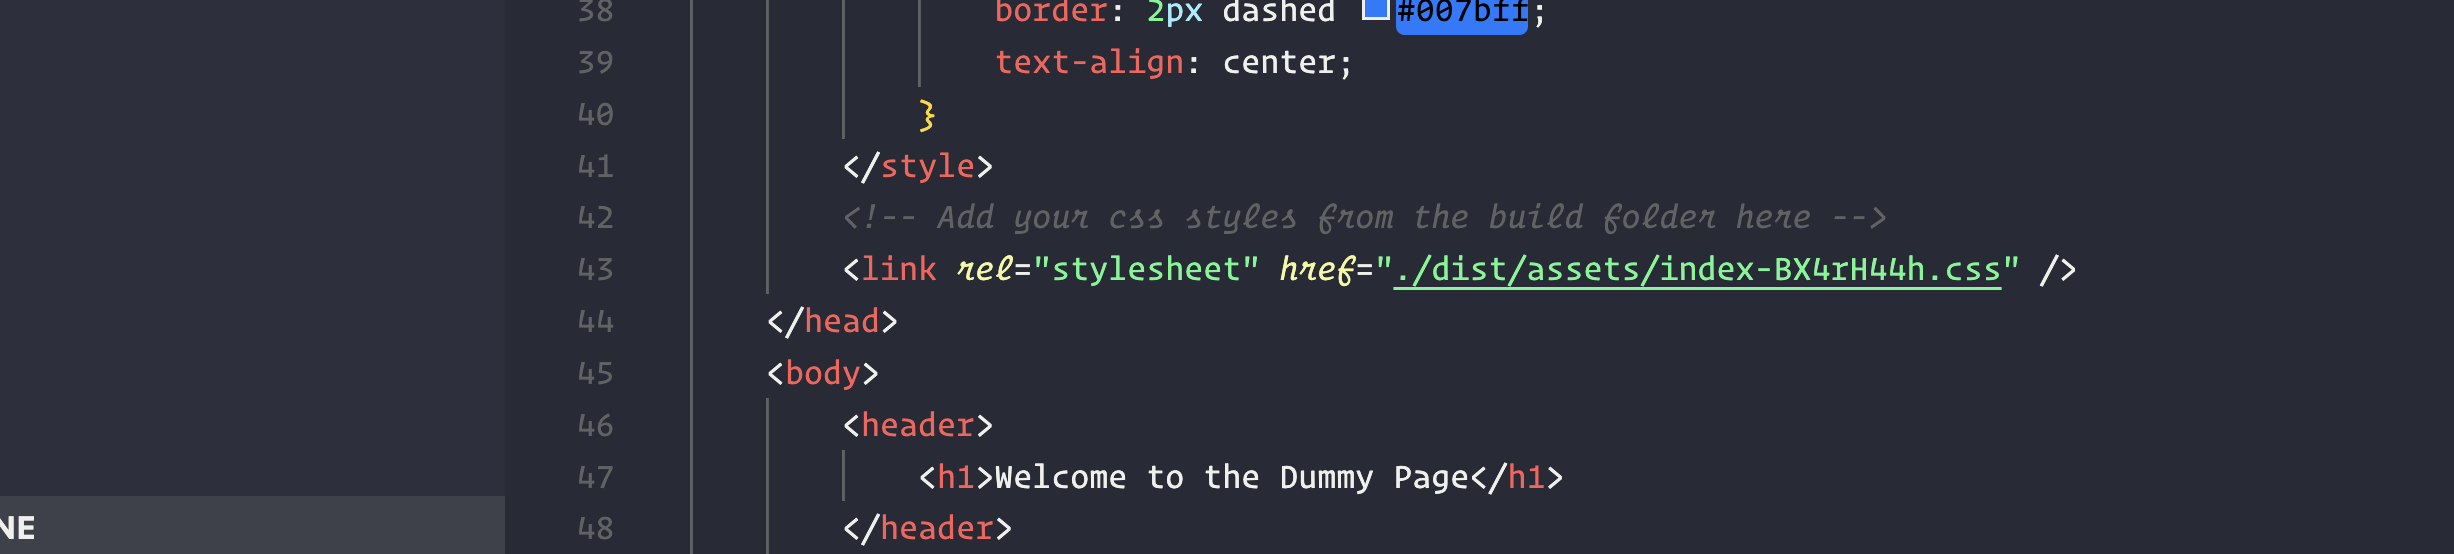 38 border: 2px dashed #007bff;
39 text-align: center;
40 }
41 </style>
42 <!-- Add your css styles from the build folder here -->
43 <link rel="stylesheet" href="./dist/assets/index-BX4rH44h.css" />
44 </head>
45 <body>
46 <header>
47 <h1>Welcome to the Dummy Page</h1>
48 </header>
NE